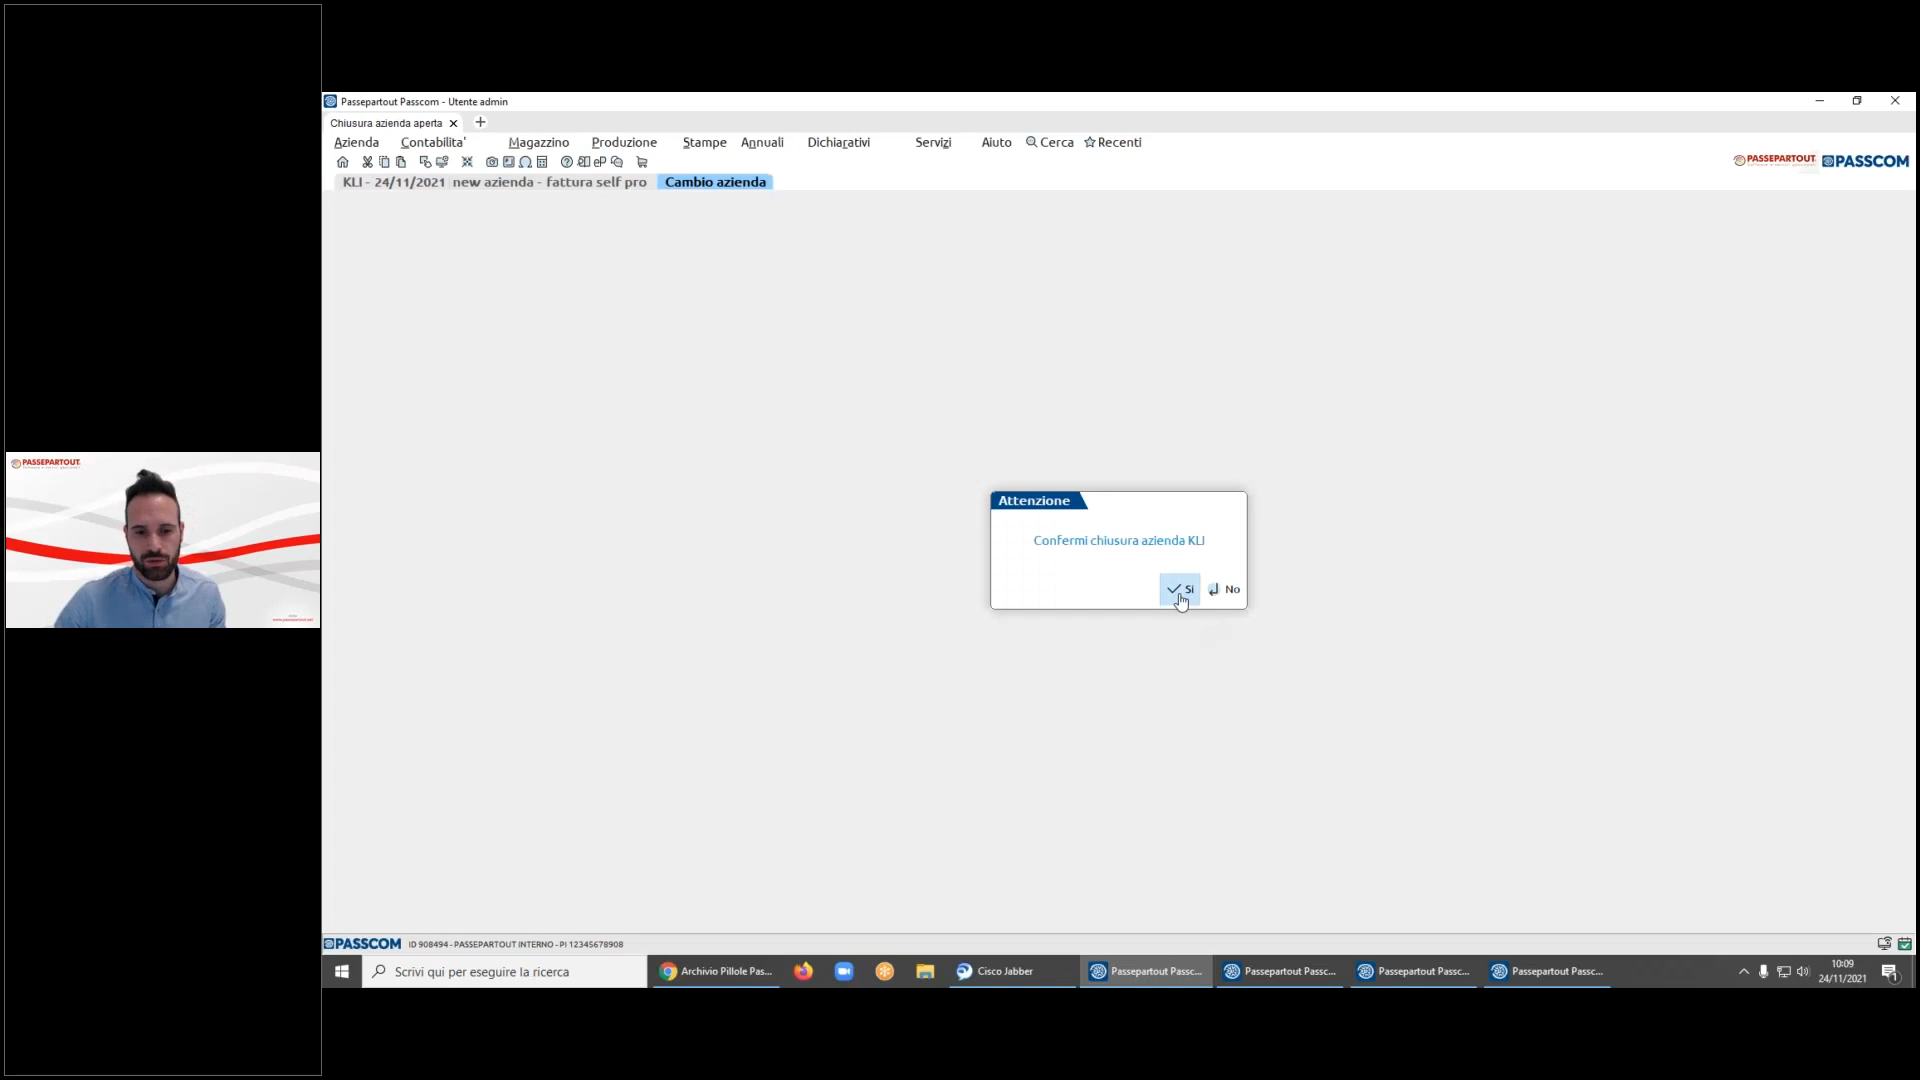 Passepartout Passcom - Utente admin
Chiusura azienda aperta
Azienda Contabilita' Magazzino Produzione Stampe Annuali Dichiarativi Servizi Aiuto Cerca Recenti
eP
PASSEPARTOUT PASSCOM
KLI - 24/11/2021 new azienda - fattura self pro Cambio azienda
PASSEPARTOUT
Attenzione
Confermi chiusura azienda KLI
Si No
PASSCOM ID 908494 - PASSEPARTOUT INTERNO - PI 12345678908
Scrivi qui per eseguire la ricerca Archivio Pillole Pas... Cisco Jabber Passepartout Passc... Passepartout Passc... Passepartout Passc... Passepartout Passc... 10:09
24/11/2021
1